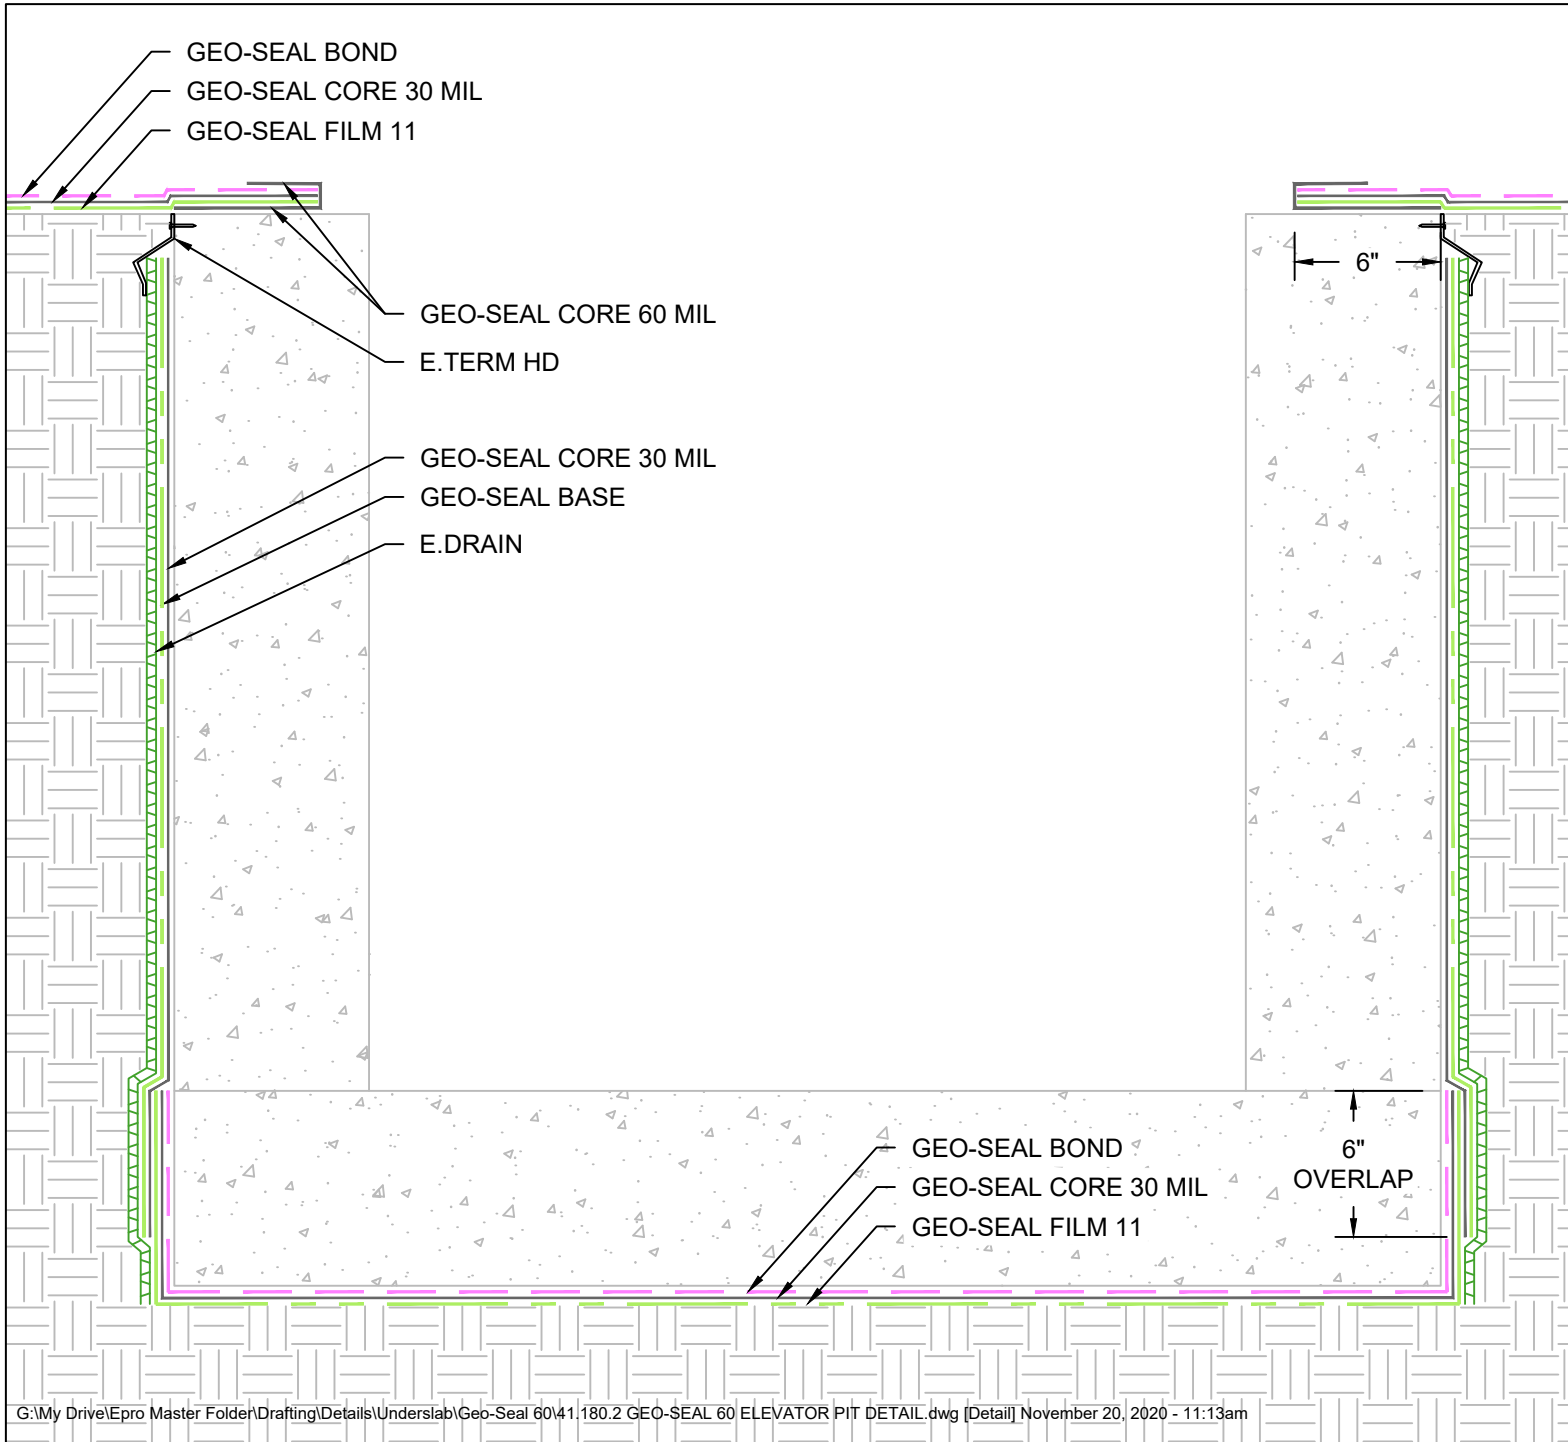 GEO-SEAL BOND
GEO-SEAL CORE 30 MIL
GEO-SEAL FILM 11
6"
GEO-SEAL CORE 60 MIL
E.TERM HD
GEO-SEAL CORE 30 MIL
GEO-SEAL BASE
E.DRAIN
GEO-SEAL BOND
GEO-SEAL CORE 30 MIL
GEO-SEAL FILM 11
6"
OVERLAP
G:\My Drive\Epro Master Folder\Drafting\Details\Underslab\Geo-Seal 60\41.180.2 GEO-SEAL 60 ELEVATOR PIT DETAIL.dwg [Detail] November 20, 2020 - 11:13am